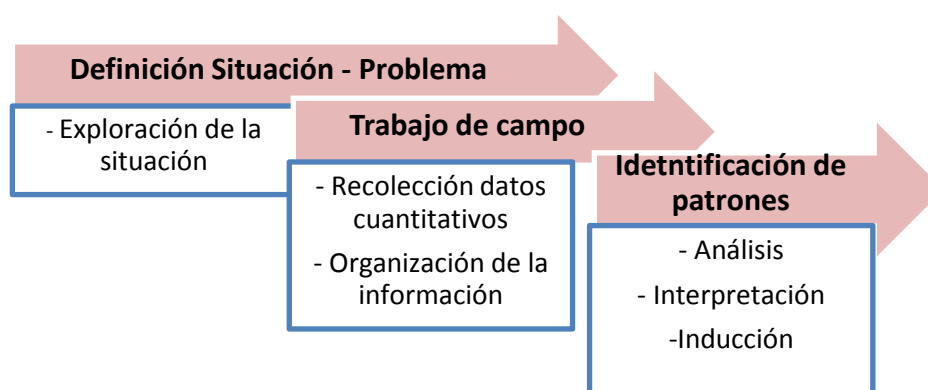 Definición Situación - Problema
- Exploración de la
situación
Trabajo de campo
- Recolección datos
cuantitativos
- Organización de la
información
Idetntificación de
patrones
- Análisis
- Interpretación
-Inducción